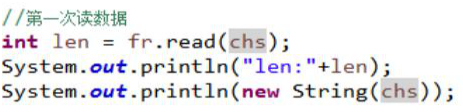 //第一次读数据
int len = fr.read(chs);
System.out.println("len:"+len);
System.out.println(new String(chs));